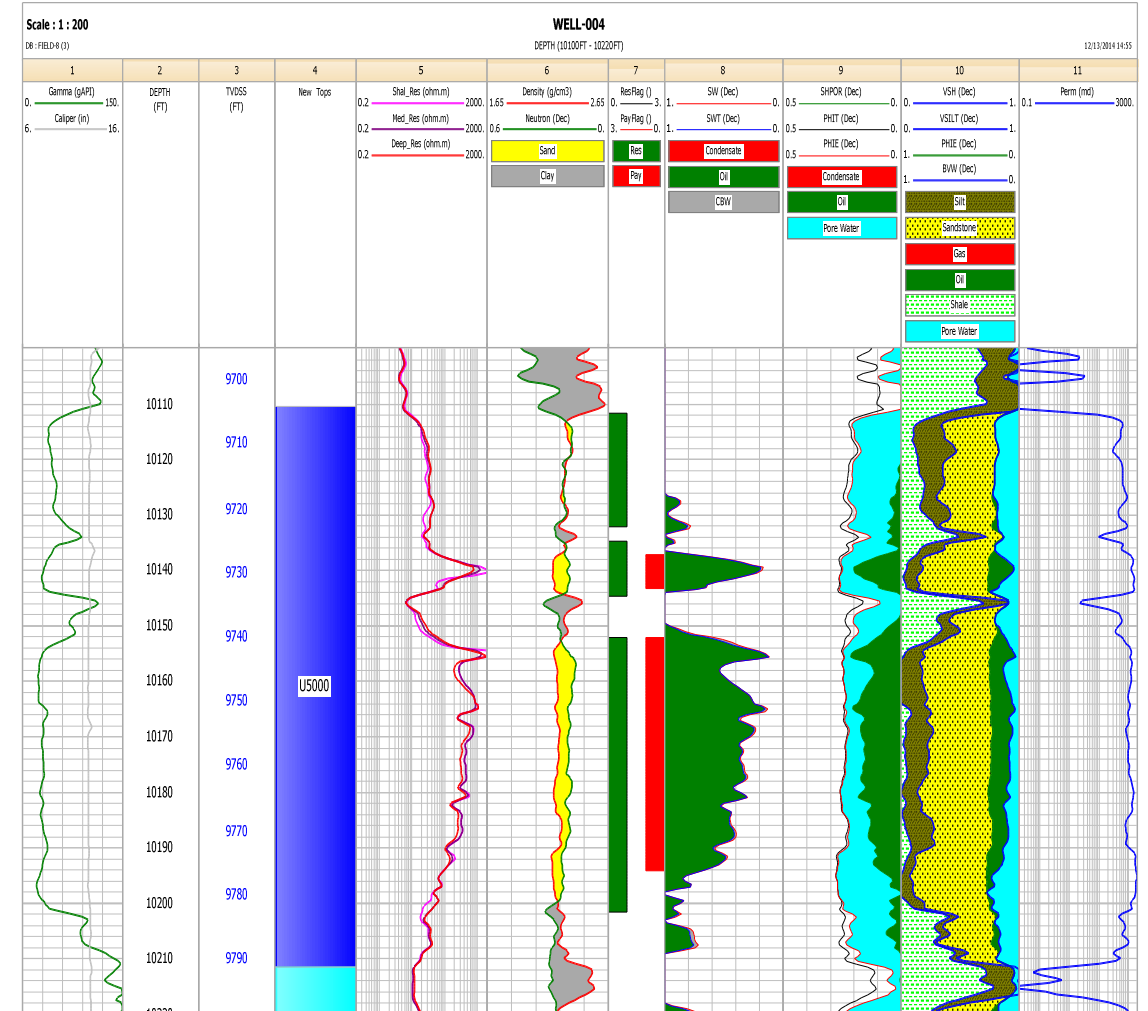 Scale : 1 : 200
WELL-004
DB : FIELD-8 (3)
DEPTH (10100FT - 10220FT)
12/13/2014 14:55
1 2 3 4 5 6 7 8 9 10 11
Gamma (gAPI)
0. 150.
Caliper (in)
6. 16.
DEPTH
(FT)
TVDSS
(FT)
New Tops
Shal_Res (ohm.m)
0.2 2000.
Med_Res (ohm.m)
0.2 2000.
Deep_Res (ohm.m)
0.2 2000.
Density (g/cm3)
1.65 2.65
Neutron (Dec)
0.6 0.
Sand
Clay
ResFlag ()
0. 3.
PayFlag ()
3. 0.
Res
Pay
SW (Dec)
1. 0.
SWT (Dec)
1. 0.
Condensate
Oil
CBW
SHPOR (Dec)
0.5 0.
PHIT (Dec)
0.5 0.
PHIE (Dec)
0.5 0.
Condensate
Oil
Pore Water
VSH (Dec)
0. 1.
VSILT (Dec)
0. 1.
PHIE (Dec)
1. 0.
BVW (Dec)
1. 0.
Silt
Sandstone
Gas
Oil
Shale
Pore Water
Perm (md)
0.1 3000.
10110
10120
10130
10140
10150
10160
10170
10180
10190
10200
10210
9700
9710
9720
9730
9740
9750
9760
9770
9780
9790
U5000